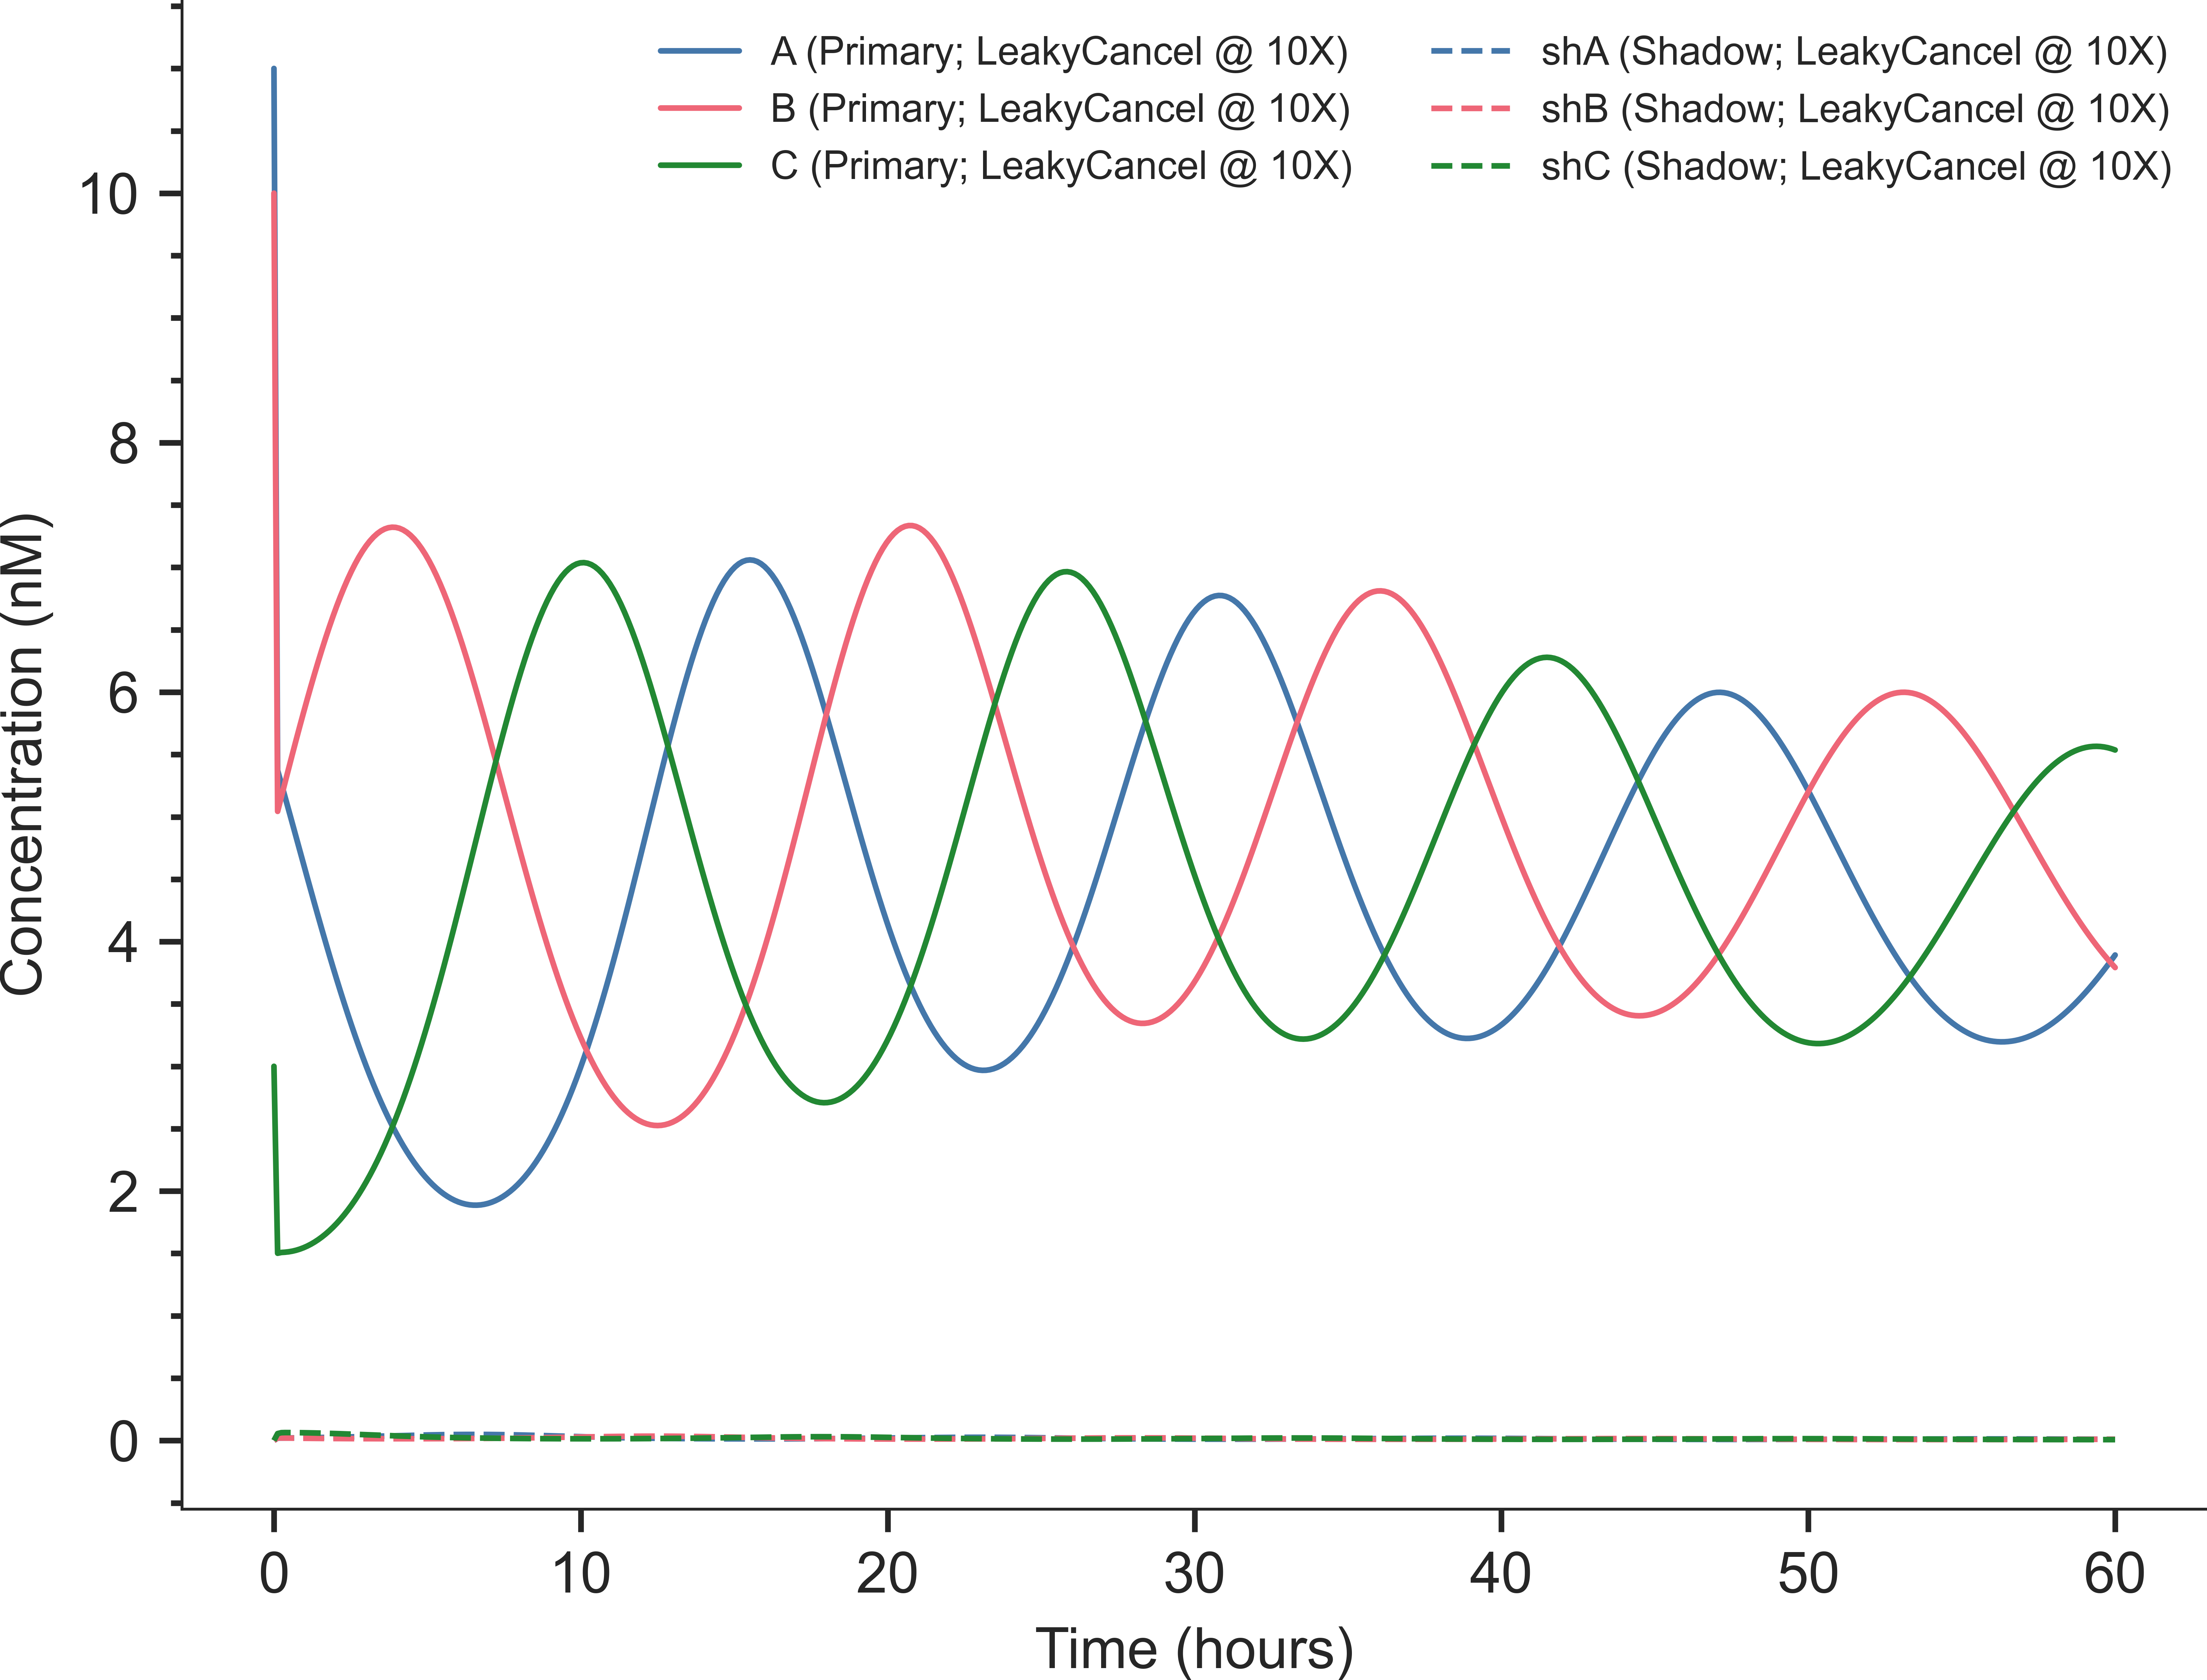 A (Primary; LeakyCancel @ 10X)
B (Primary; LeakyCancel @ 10X)
C (Primary; LeakyCancel @ 10X)
shA (Shadow; LeakyCancel @ 10X)
shB (Shadow; LeakyCancel @ 10X)
shC (Shadow; LeakyCancel @ 10X)
Concentration (nM)
10
8
6
4
2
0
0 10 20 30 40 50 60
Time (hours)